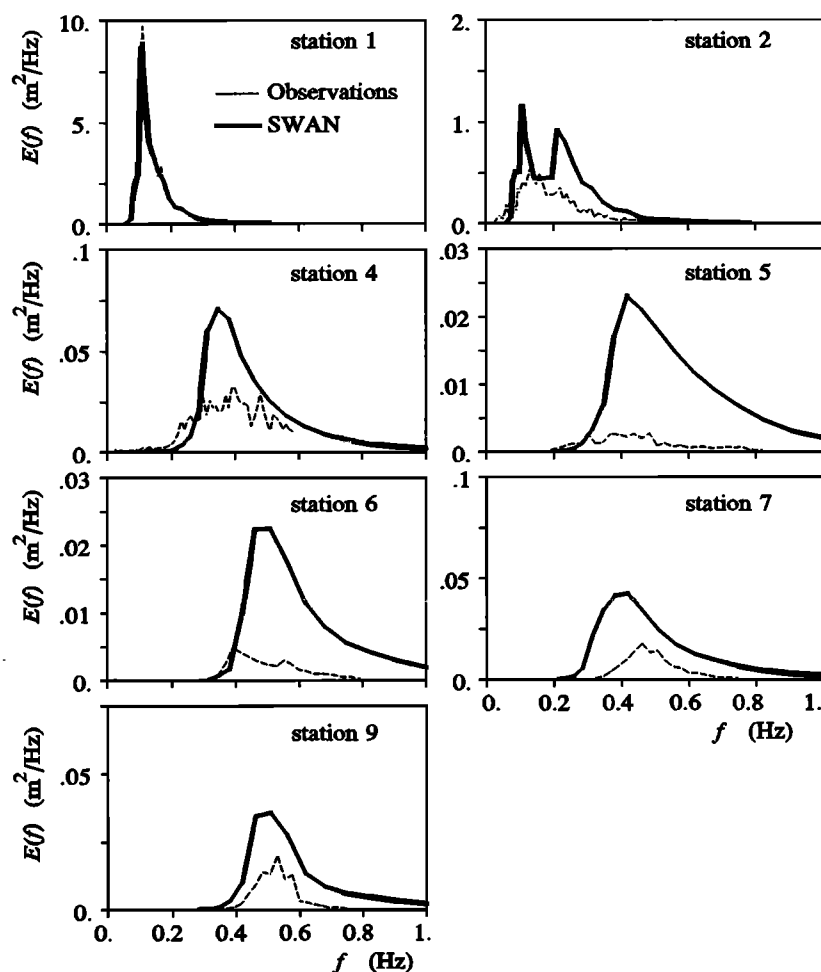 station 1
E(f) (m²/Hz)
10.
5.
0.
Observations
SWAN
station 2
2.
1.
0.
station 4
E(f) (m²/Hz)
.1
.05
0.
station 5
.03
.02
.01
0.
station 6
E(f) (m²/Hz)
.03
.02
.01
0.
station 7
.1
.05
0.
0. 0.2 0.4 0.6 0.8 1.
f (Hz)
station 9
E(f) (m²/Hz)
.05
0.
0. 0.2 0.4 0.6 0.8 1.
f (Hz)